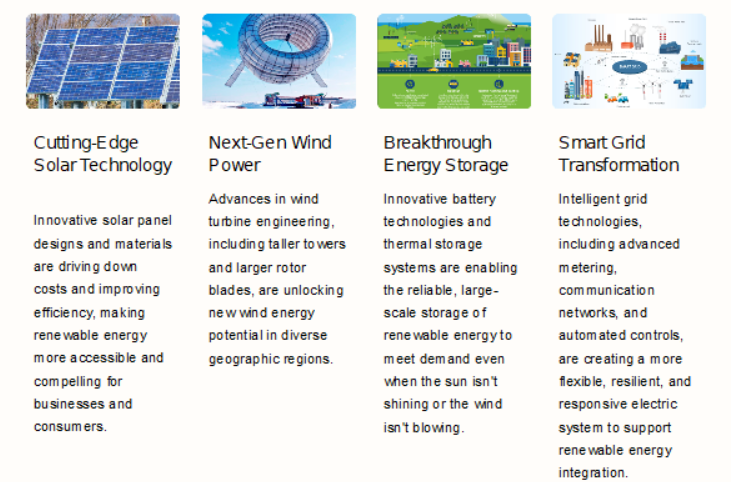 Cutting-Edge
Solar Technology
Innovative solar panel
designs and materials
are driving down
costs and improving
efficiency, making
renewable energy
more accessible and
compelling for
businesses and
consumers.
Next-Gen Wind
Power
Advances in wind
turbine engineering,
including taller towers
and larger rotor
blades, are unlocking
new wind energy
potential in diverse
geographic regions.
Breakthrough
Energy Storage
Innovative battery
technologies and
thermal storage
systems are enabling
the reliable, large-
scale storage of
renewable energy to
meet demand even
when the sun isn't
shining or the wind
isn't blowing.
Smart Grid
Transformation
Intelligent grid
technologies,
including advanced
metering,
communication
networks, and
automated controls,
are creating a more
flexible, resilient, and
responsive electric
system to support
renewable energy
integration.